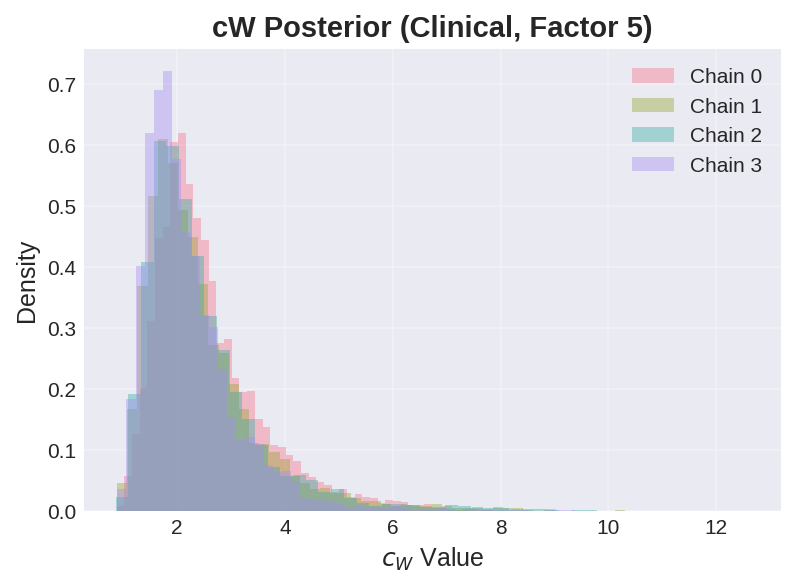 cW Posterior (Clinical, Factor 5)
Chain 0
Chain 1
Chain 2
Chain 3
0.7
0.6
0.5
0.4
0.3
0.2
0.1
0.0
Density
2 4 6 8 10 12
c_W Value